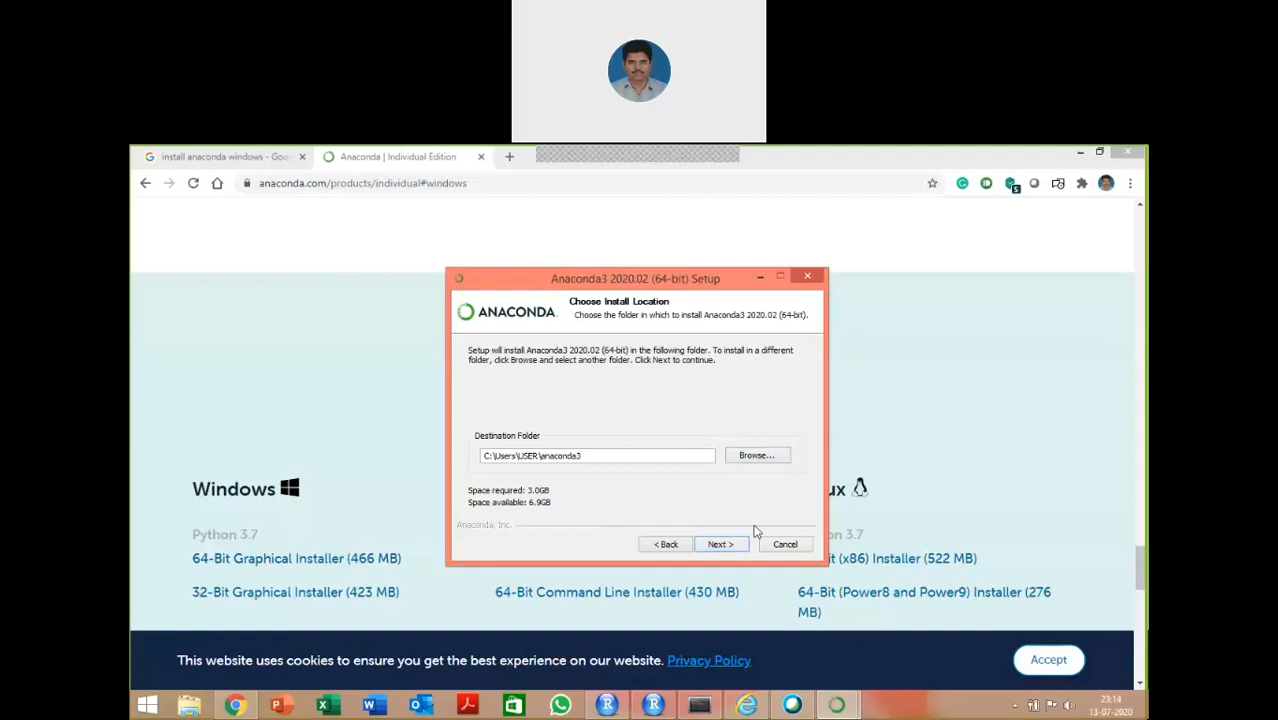 install anaconda windows - Goo
Anaconda | Individual Edition
anaconda.com/products/individual#windows
Anaconda3 2020.02 (64-bit) Setup
ANACONDA.
Choose Install Location
Choose the folder in which to install Anaconda3 2020.02 (64-bit).
Setup will install Anaconda3 2020.02 (64-bit) in the following folder. To install in a different
folder, click Browse and select another folder. Click Next to continue.
Destination Folder
C:\Users\USER\anaconda3
Browse...
Space required: 3.0GB
Space available: 6.9GB
Anaconda, Inc.
< Back
Next >
Cancel
Windows
ux
Python 3.7
3.7
64-Bit Graphical Installer (466 MB)
it (x86) Installer (522 MB)
32-Bit Graphical Installer (423 MB)
64-Bit Command Line Installer (430 MB)
64-Bit (Power8 and Power9) Installer (276
MB)
This website uses cookies to ensure you get the best experience on our website. Privacy Policy
Accept
23:14
13-07-2020